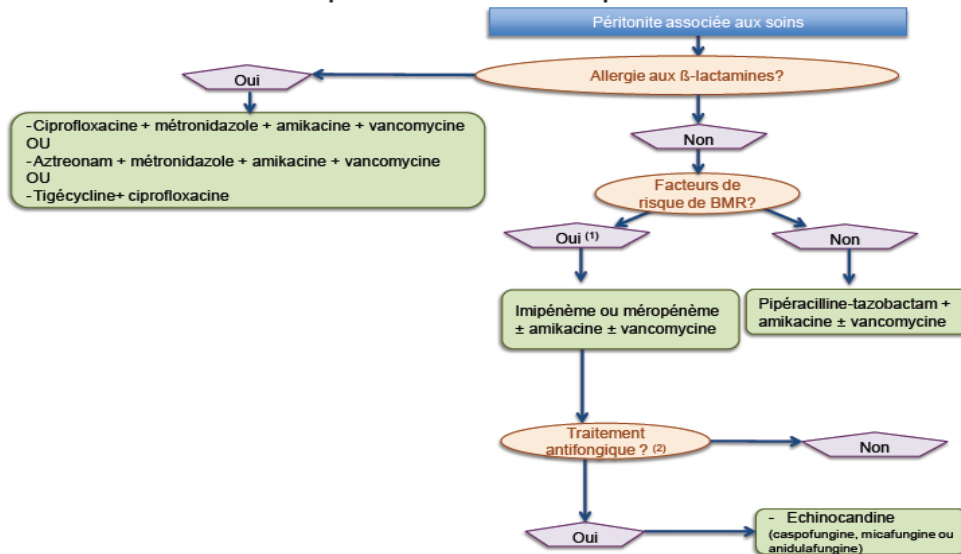 Péritonite associée aux soins
Allergie aux ß-lactamines?
Oui
-Ciprofloxacine + métronidazole + amikacine + vancomycine
OU
-Aztreonam + métronidazole + amikacine + vancomycine
OU
-Tigécycline+ ciprofloxacine
Non
Facteurs de
risque de BMR?
Oui (1)
Non
Imipénème ou méropénème
± amikacine ± vancomycine
Pipéracilline-tazobactam +
amikacine ± vancomycine
Traitement
antifongique ? (2)
Non
Oui
- Echinocandine
(caspofungine, micafungine ou
anidulafungine)